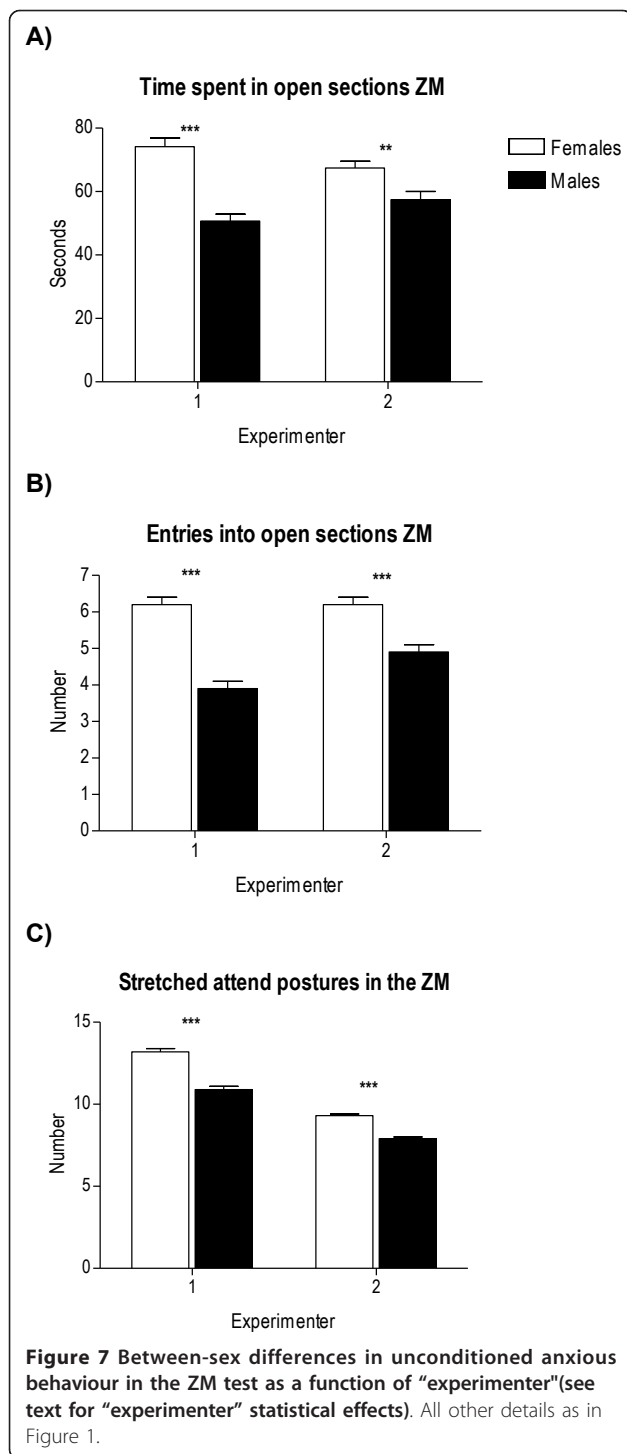 A)
Time spent in open sections ZM
80
60
40
20
0
Seconds
***
**
Females
Males
1
2
Experimenter
B)
Entries into open sections ZM
7
6
5
4
3
2
1
0
Number
***
***
1
2
Experimenter
C)
Stretched attend postures in the ZM
15
10
5
0
Number
***
***
1
2
Experimenter
Figure 7 Between-sex differences in unconditioned anxious
behaviour in the ZM test as a function of “experimenter"(see
text for “experimenter” statistical effects). All other details as in
Figure 1.